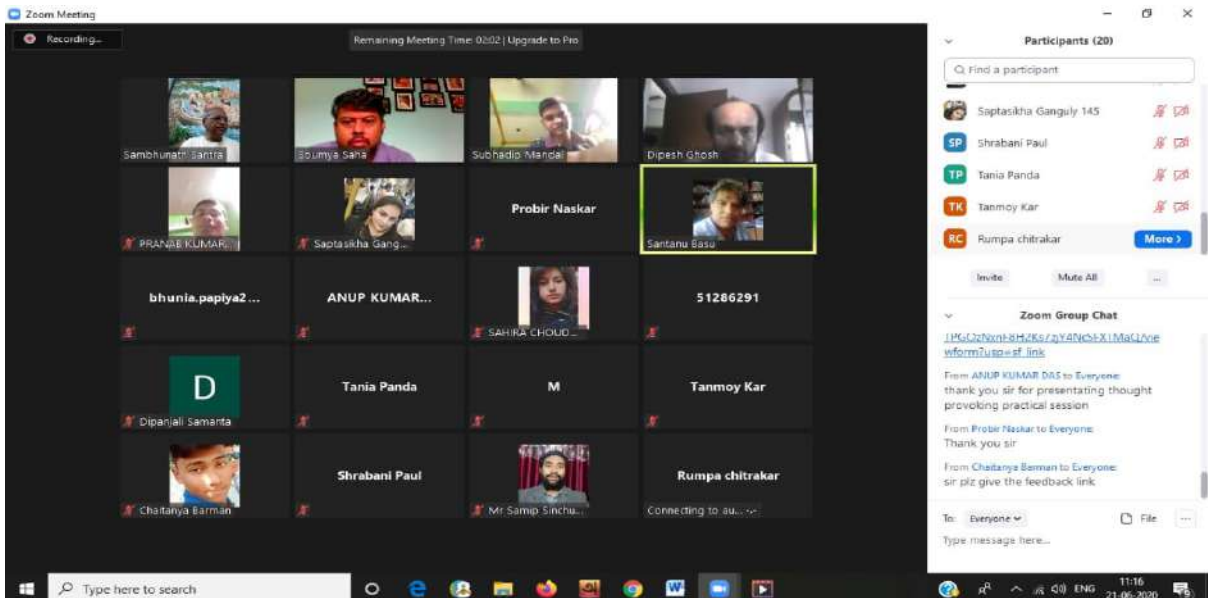 Zoom Meeting
Recording...
Remaining Meeting Time: 02:02 | Upgrade to Pro
Sambhunath Santra
Soumya Saha
Subhadip Mandal
Dipesh Ghosh
PRANAB KUMAR...
Saptasikha Gang...
Probir Naskar
Santanu Basu
bhunia.papiya2...
ANUP KUMAR...
SAHIRA CHOUD...
51286291
D
Dipanjali Samanta
Tania Panda
M
Tanmoy Kar
Chaitanya Barman
Shrabani Paul
Mr Samip Sinchu...
Rumpa chitrakar
Connecting to au...
Participants (20)
Find a participant
Saptasikha Ganguly 145
SP Shrabani Paul
TP Tania Panda
TK Tanmoy Kar
RC Rumpa chitrakar More >
Invite Mute All ...
Zoom Group Chat
wform?usp=sf_link
From ANUP KUMAR DAS to Everyone:
thank you sir for presentating thought
provoking practical session
From Probir Naskar to Everyone:
Thank you sir
From Chaitanya Barman to Everyone:
sir plz give the feedback link
To: Everyone File ...
Type message here...
Type here to search
ENG
11:16
21-06-2020